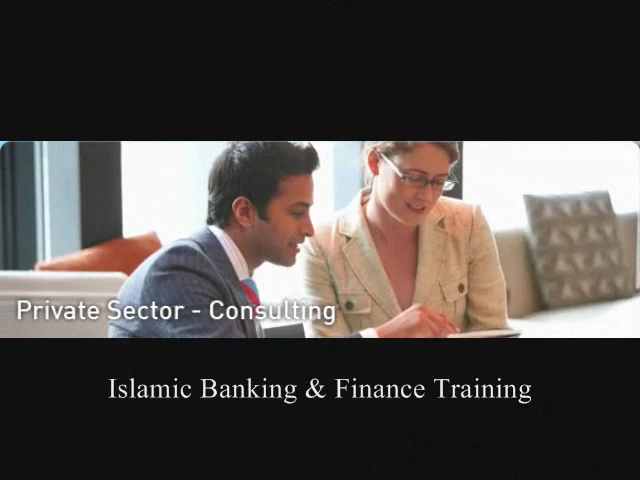 Private Sector - Consulting
Islamic Banking & Finance Training